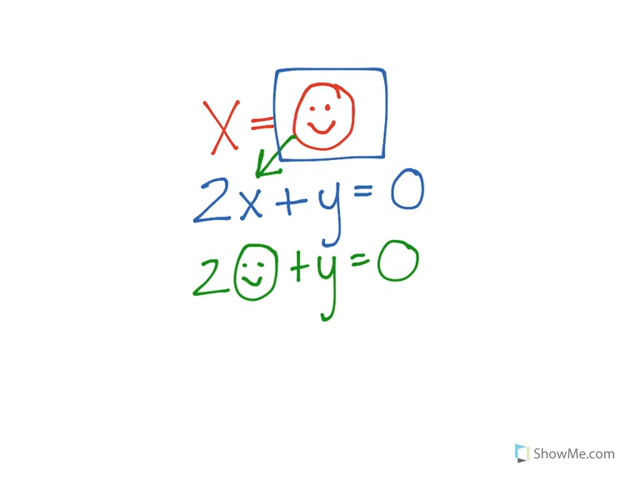 X = ☺
2x + y = 0
2☺ + y = 0
ShowMe.com